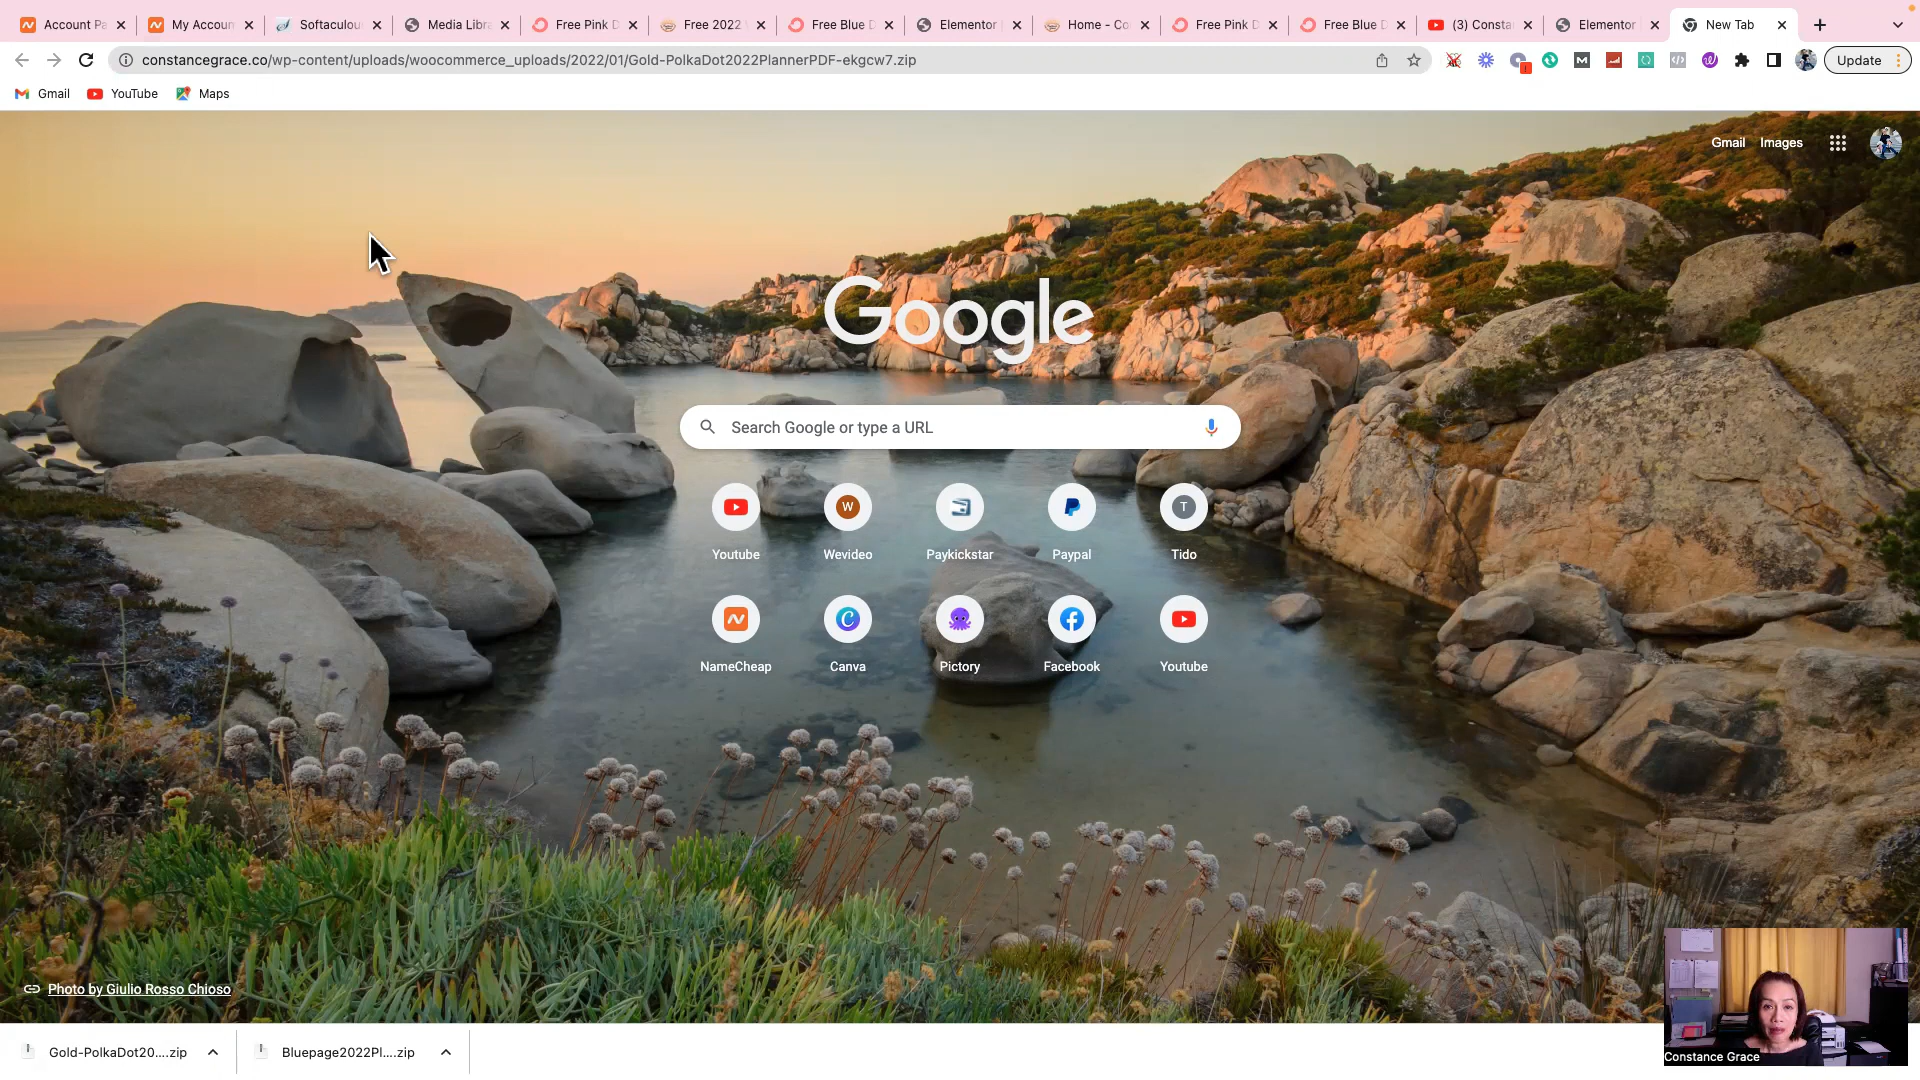 Account Pa
My Accoun
Softaculou
Media Libra
Free Pink D
Free 2022
Free Blue D
Elementor
Home - Co
Free Pink D
Free Blue D
(3) Consta
Elementor
New Tab
constancegrace.co/wp-content/uploads/woocommerce_uploads/2022/01/Gold-PolkaDot2022PlannerPDF-ekgcw7.zip
Update
Gmail
YouTube
Maps
Gmail
Images
Google
Search Google or type a URL
W
T
Youtube
Wevideo
Paykickstar
Paypal
Tido
NameCheap
Canva
Pictory
Facebook
Youtube
Photo by Giulio Rosso Chioso
Gold-PolkaDot20....zip
Bluepage2022Pl....zip
Constance Grace